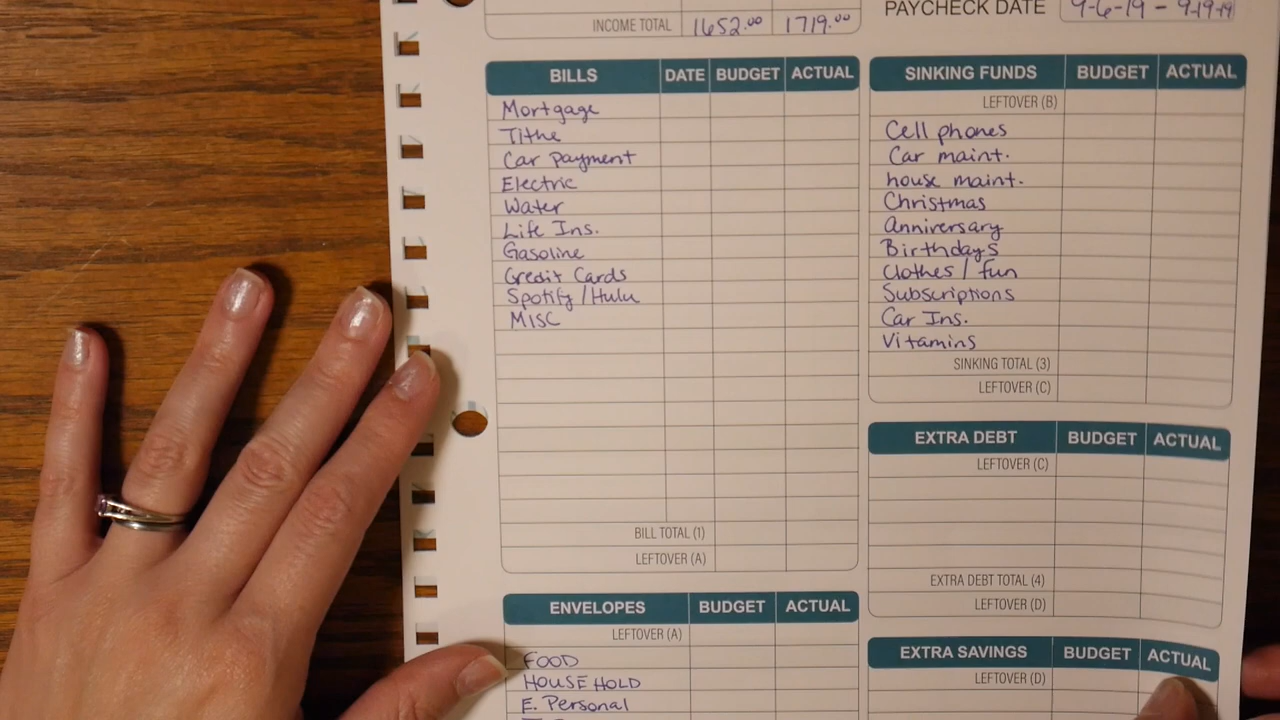 INCOME TOTAL 1652.00 1719.00
PAYCHECK DATE 9-6-19 - 9-19-19
BILLS DATE BUDGET ACTUAL
Mortgage
Tithe
Car payment
Electric
Water
Life Ins.
Gasoline
Credit Cards
Spotify / Hulu
MISC
BILL TOTAL (1)
LEFTOVER (A)
ENVELOPES BUDGET ACTUAL
LEFTOVER (A)
FOOD
HOUSEHOLD
E. Personal
SINKING FUNDS BUDGET ACTUAL
LEFTOVER (B)
Cell phones
Car maint.
house maint.
Christmas
Anniversary
Birthdays
Clothes / fun
Subscriptions
Car Ins.
Vitamins
SINKING TOTAL (3)
LEFTOVER (C)
EXTRA DEBT BUDGET ACTUAL
LEFTOVER (C)
EXTRA DEBT TOTAL (4)
LEFTOVER (D)
EXTRA SAVINGS BUDGET ACTUAL
LEFTOVER (D)